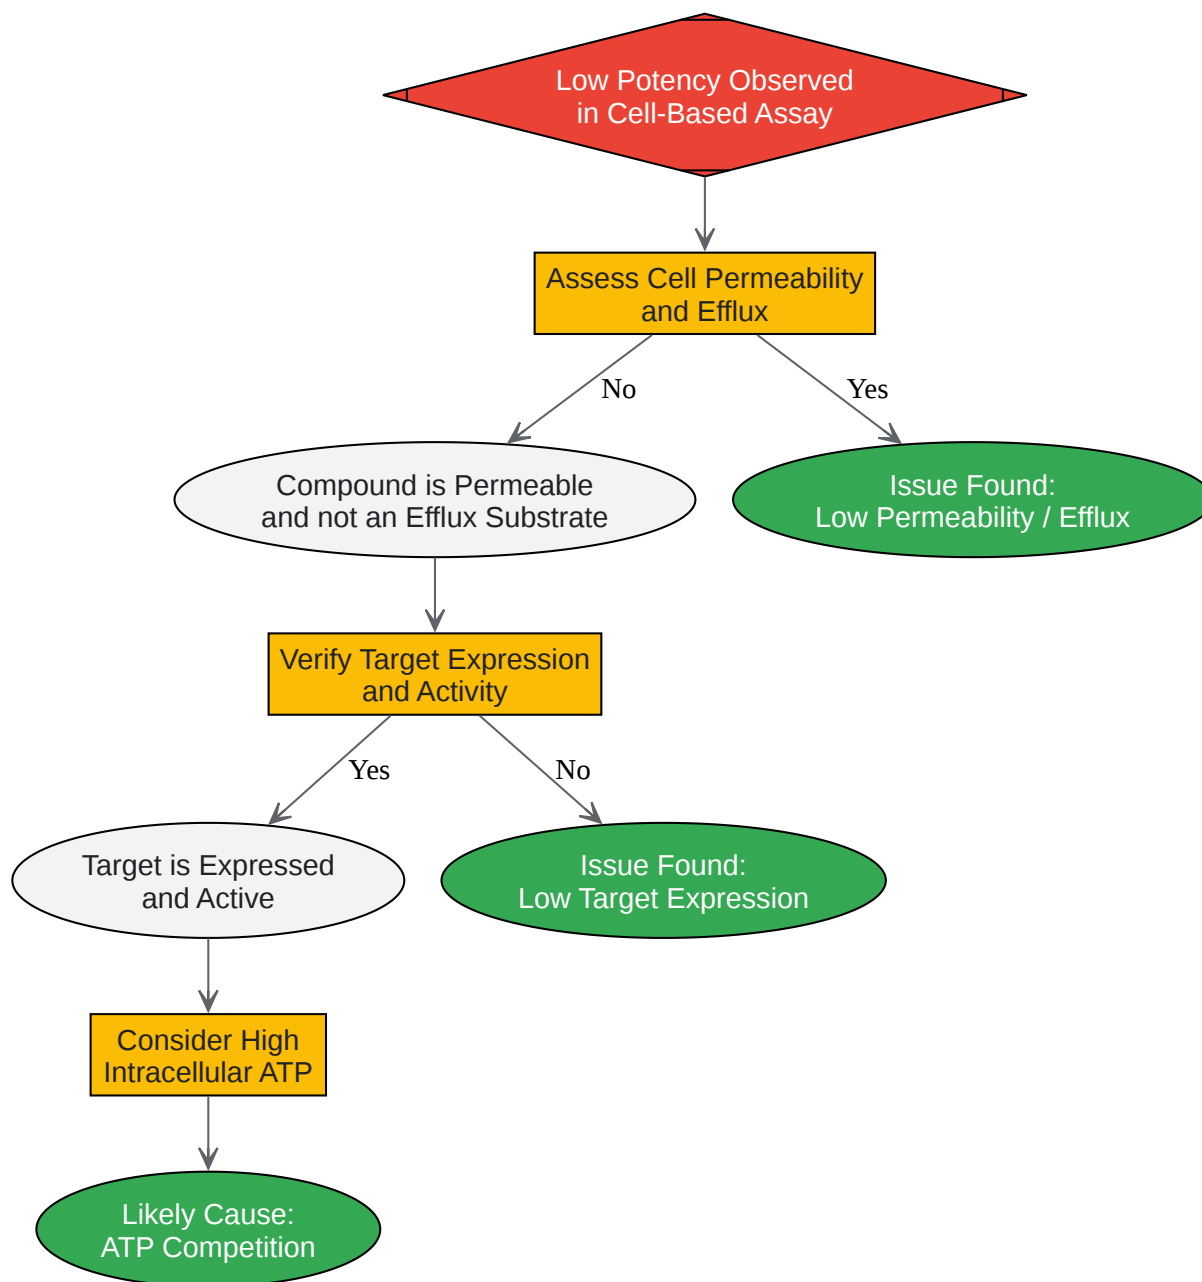 Low Potency Observed
in Cell-Based Assay
Assess Cell Permeability
and Efflux
No
Yes
Compound is Permeable
and not an Efflux Substrate
Issue Found:
Low Permeability / Efflux
Verify Target Expression
and Activity
Yes
No
Target is Expressed
and Active
Issue Found:
Low Target Expression
Consider High
Intracellular ATP
Likely Cause:
ATP Competition